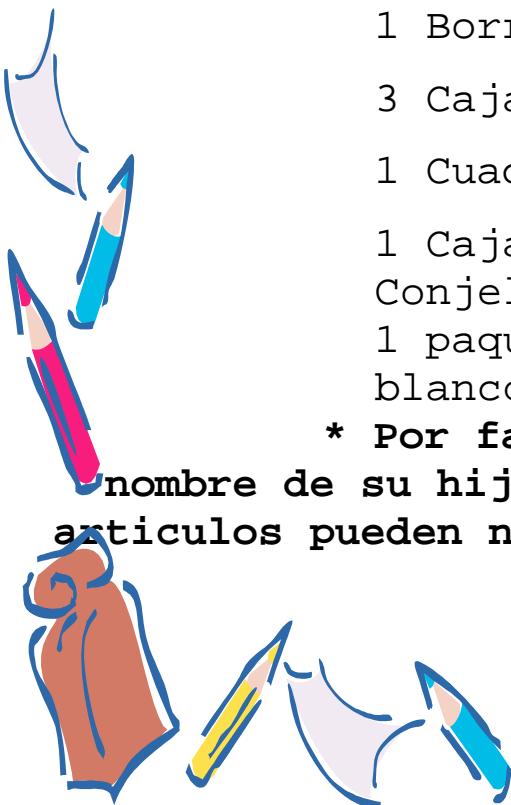 1 Borr
3 Caja
1 Cuad
1 Caja
Conjel
1 paqu
blanco
* Por fa
nombre de su hij
articulos pueden n